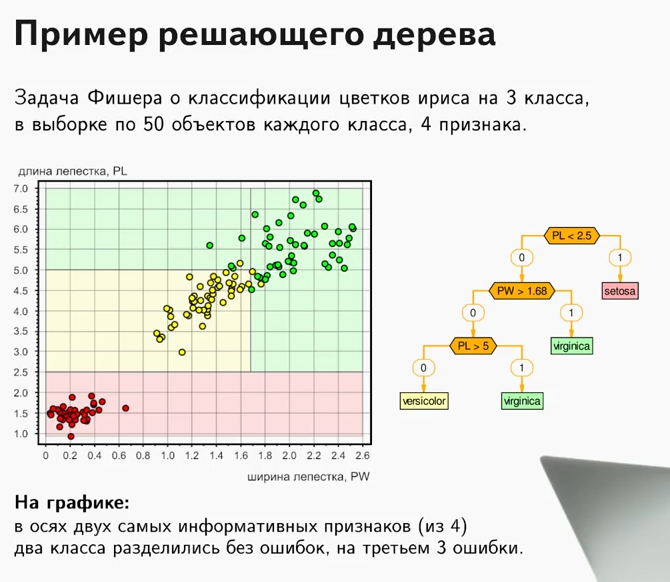 Пример решающего дерева
Задача Фишера о классификации цветков ириса на 3 класса,
в выборке по 50 объектов каждого класса, 4 признака.
длина лепестка, PL
7.0
6.5
6.0
5.5
5.0
4.5
4.0
3.5
3.0
2.5
2.0
1.5
1.0
0 0.2 0.4 0.6 0.8 1.0 1.2 1.4 1.6 1.8 2.0 2.2 2.4 2.6
ширина лепестка, PW
PL < 2.5
0 1
PW > 1.68 setosa
0 1
PL > 5 virginica
0 1
versicolor virginica
На графике:
в осях двух самых информативных признаков (из 4)
два класса разделились без ошибок, на третьем 3 ошибки.